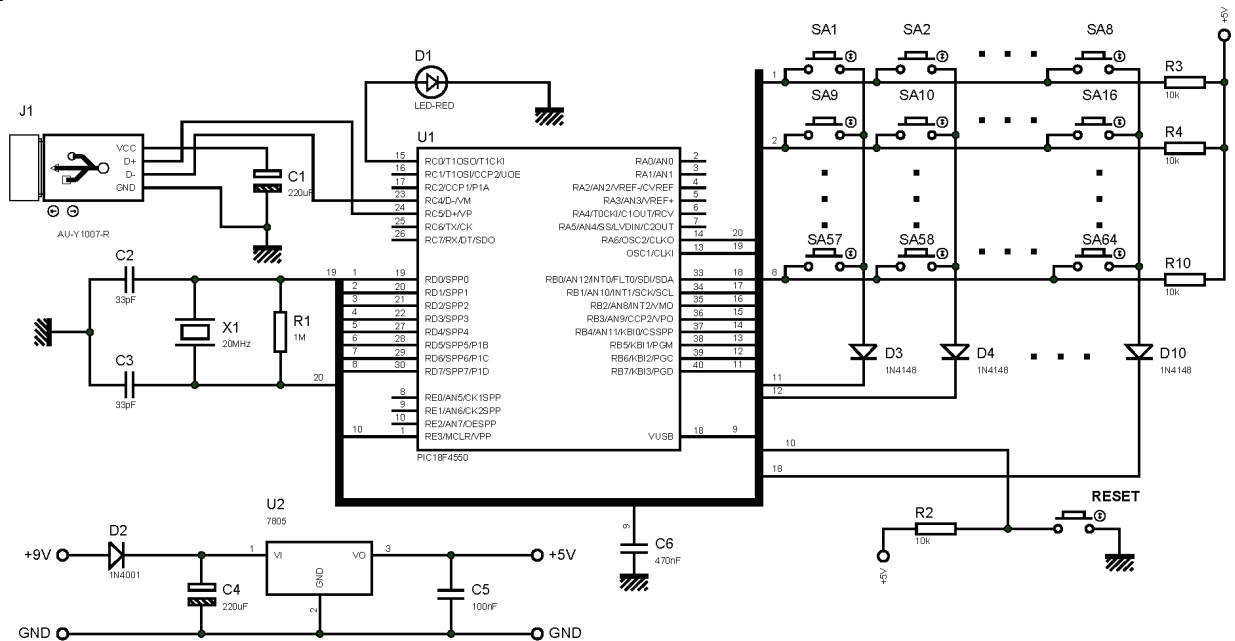 +5V
SA1
SA2
SA8
1
R3
10k
SA9
SA10
SA16
2
R4
10k
SA57
SA58
SA64
8
R10
10k
D3
1N4148
D4
1N4148
D10
1N4148
11
12
10
18
RESET
R2
10k
+5V
D1
LED-RED
J1
VCC
D+
D-
GND
AU-Y1007-R
C1
220uF
U1
15 RC0/T1OSO/T1CKI
16 RC1/T1OSI/CCP2/UOE
17 RC2/CCP1/P1A
23 RC4/D-/VM
24 RC5/D+/VP
25 RC6/TX/CK
26 RC7/RX/DT/SDO
1 19 RD0/SPP0
2 20 RD1/SPP1
3 21 RD2/SPP2
4 22 RD3/SPP3
5 27 RD4/SPP4
6 28 RD5/SPP5/P1B
7 29 RD6/SPP6/P1C
8 30 RD7/SPP7/P1D
8 RE0/AN5/CK1SPP
9 RE1/AN6/CK2SPP
10 RE2/AN7/OESPP
10 1 RE3/MCLR/VPP
RA0/AN0 2
RA1/AN1 3
RA2/AN2/VREF-/CVREF 4
RA3/AN3/VREF+ 5
RA4/T0CKI/C1OUT/RCV 6
RA5/AN4/SS/LVDIN/C2OUT 7
RA6/OSC2/CLKO 14 20
OSC1/CLKI 13 19
RB0/AN12/INT0/FLT0/SDI/SDA 33 18
RB1/AN10/INT1/SCK/SCL 34 17
RB2/AN8/INT2/VMO 35 16
RB3/AN9/CCP2/VPO 36 15
RB4/AN11/KBI0/CSSPP 37 14
RB5/KBI1/PGM 38 13
RB6/KBI2/PGC 39 12
RB7/KBI3/PGD 40 11
VUSB 18 9
PIC18F4550
C2
33pF
19
X1
20MHz
R1
1M
C3
33pF
20
9
C6
470nF
U2
7805
D2
1N4001
+9V
1
VI
VO
3
GND
2
+5V
C4
220uF
C5
100nF
GND
GND